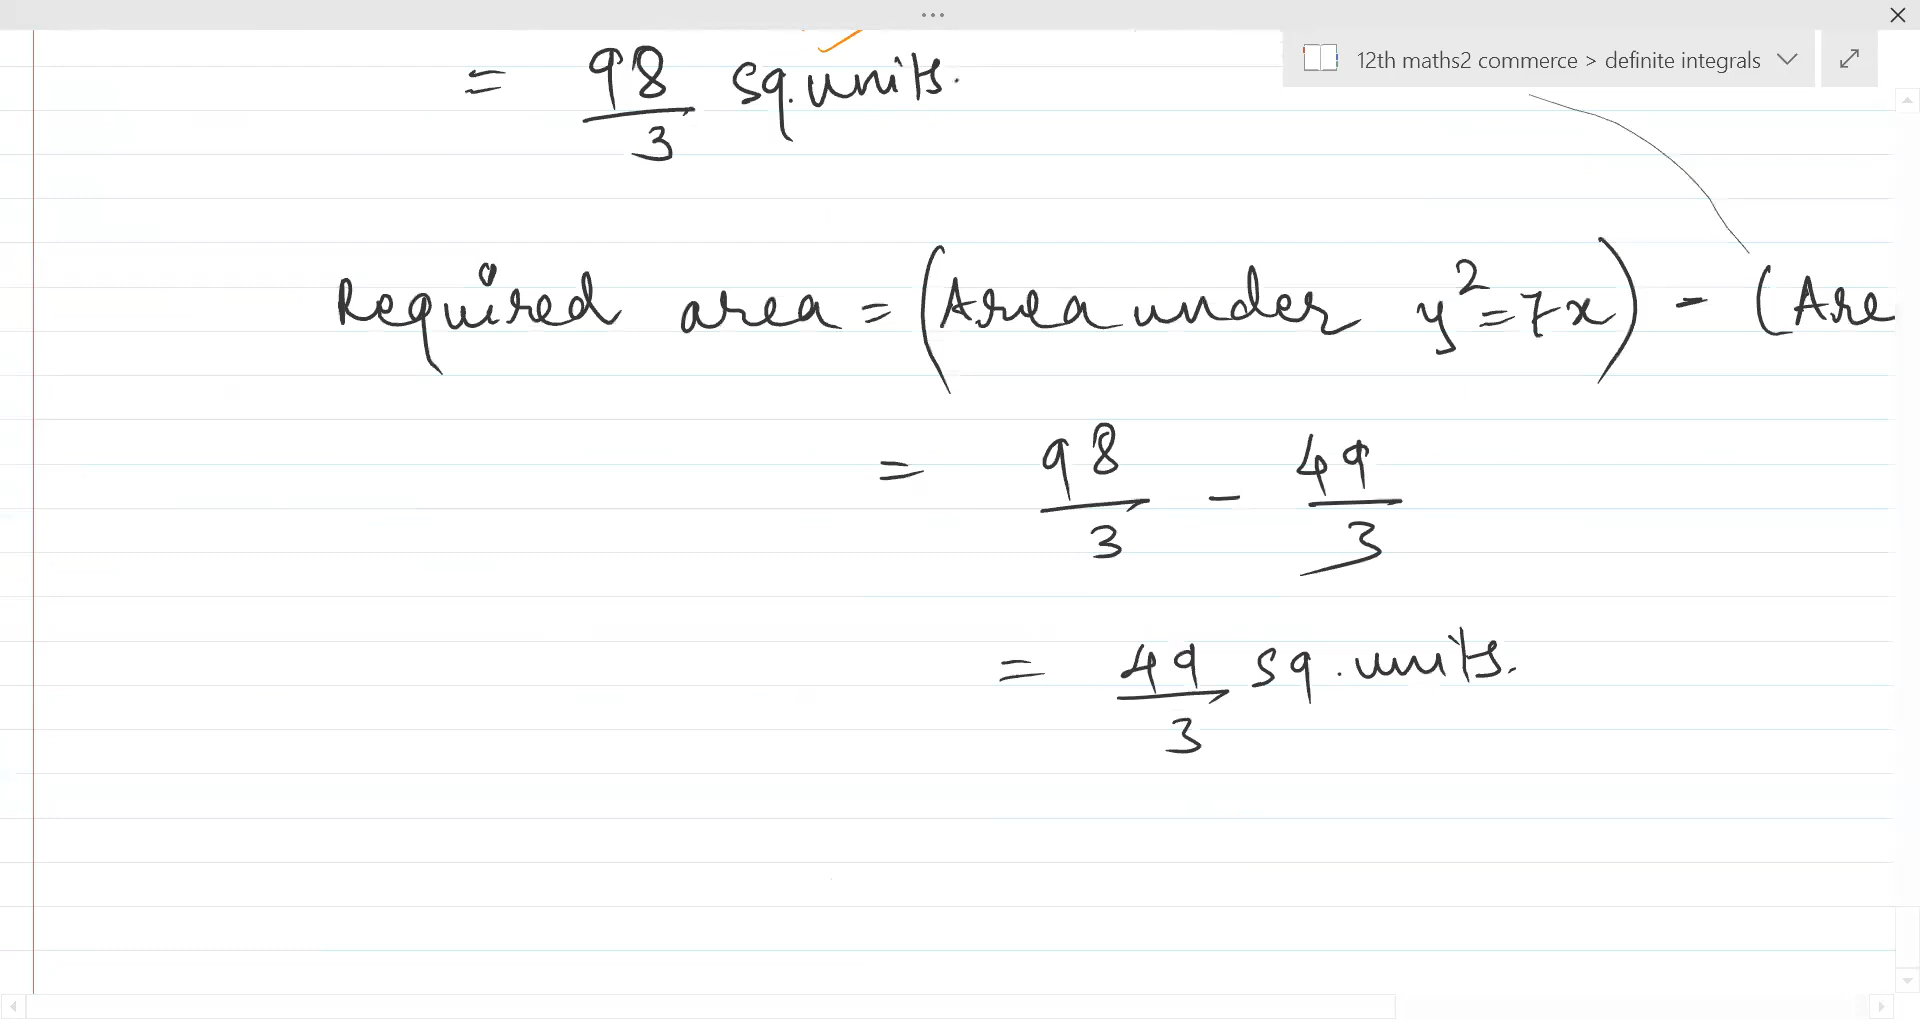 12th maths2 commerce > definite integrals
= 98/3 sq.units.
Required area = (Area under y²=7x) - (Are
= 98/3 - 49/3
= 49/3 sq.units.